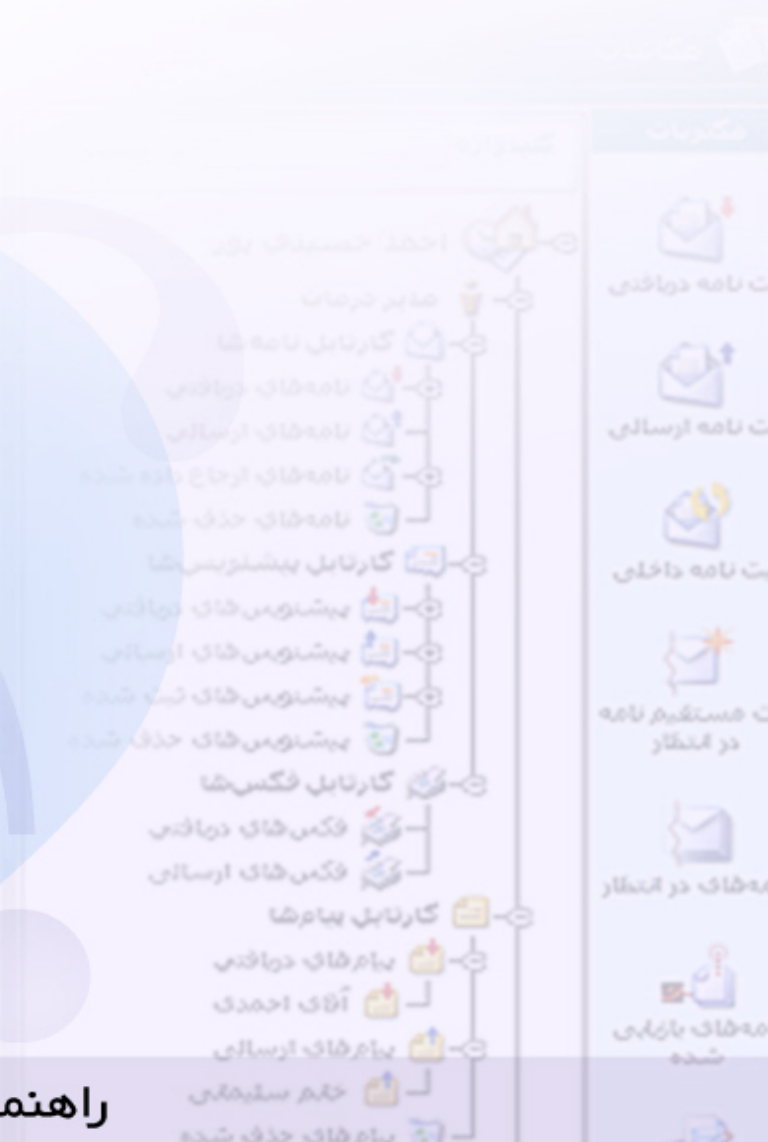 مکتوبات
احمد حسیدی پور
مدیر درمان
کارتابل نامه‌ها
نامه‌های دریافتی
نامه‌های ارسالی
نامه‌های ارجاع داده شده
نامه‌های حذف شده
کارتابل پیشنویس‌ها
پیشنویس‌های دریافتی
پیشنویس‌های ارسالی
پیشنویس‌های ثبت شده
پیشنویس‌های حذف شده
کارتابل فکس‌ها
فکس‌های دریافتی
فکس‌های ارسالی
کارتابل پیام‌ها
پیام‌های دریافتی
آقای احمدی
پیام‌های ارسالی
خانم سلیمانی
پیام‌های حذف شده
ت نامه دریافتی
ت نامه ارسالی
ت نامه داخلی
ت مستقیم نامه
در انتظار
مه‌های در انتظار
مه‌های بازیابی
شده
راهنم